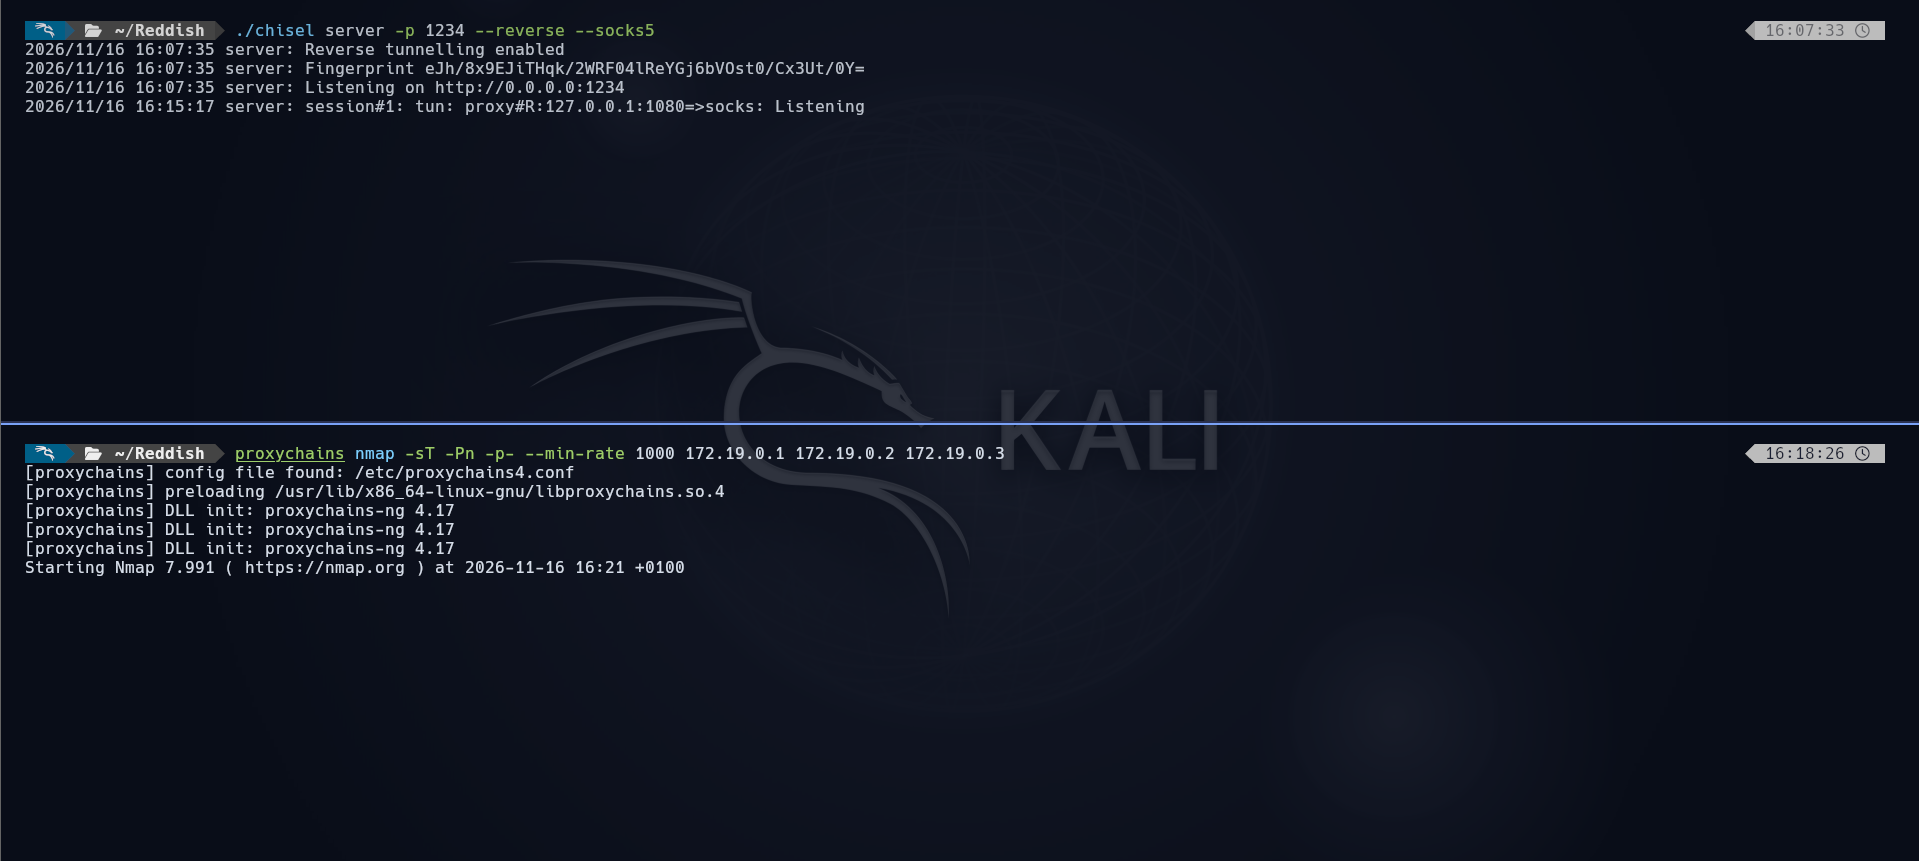 ~/Reddish ./chisel server -p 1234 --reverse --socks5 16:07:33
2026/11/16 16:07:35 server: Reverse tunnelling enabled
2026/11/16 16:07:35 server: Fingerprint eJh/8x9EJiTHqk/2WRF04lReYGj6bVOst0/Cx3Ut/0Y=
2026/11/16 16:07:35 server: Listening on http://0.0.0.0:1234
2026/11/16 16:15:17 server: session#1: tun: proxy#R:127.0.0.1:1080=>socks: Listening
KALI
~/Reddish proxychains nmap -sT -Pn -p- --min-rate 1000 172.19.0.1 172.19.0.2 172.19.0.3 16:18:26
[proxychains] config file found: /etc/proxychains4.conf
[proxychains] preloading /usr/lib/x86_64-linux-gnu/libproxychains.so.4
[proxychains] DLL init: proxychains-ng 4.17
[proxychains] DLL init: proxychains-ng 4.17
[proxychains] DLL init: proxychains-ng 4.17
Starting Nmap 7.991 ( https://nmap.org ) at 2026-11-16 16:21 +0100